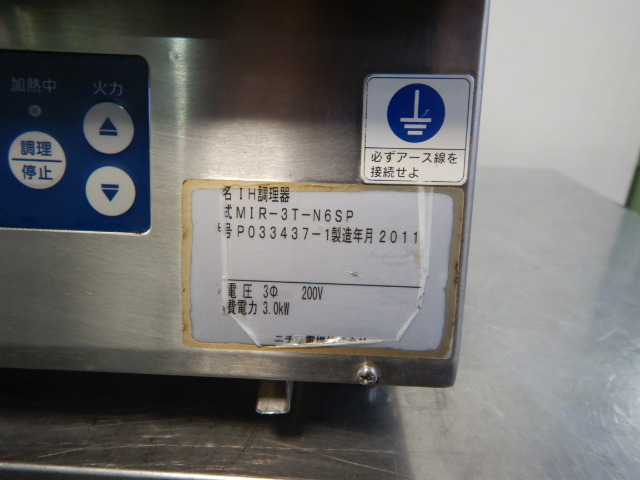 加熱中
火力
調理
停止
必ずアース線を
接続せよ
名 IH調理器
式 MIR-3T-N6SP
号 P033437-1 製造年月 2011
電圧 3Φ 200V
費電力 3.0kW